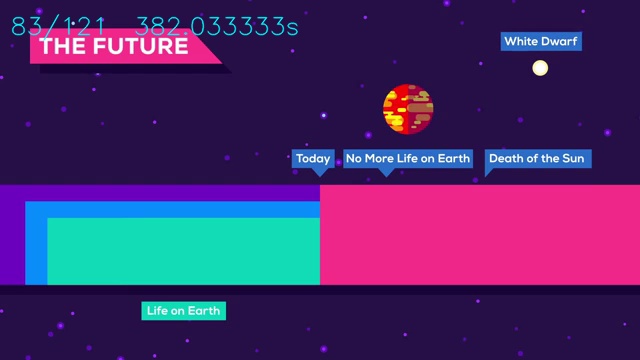 83/121 382.033333s
THE FUTURE
White Dwarf
Today
No More Life on Earth
Death of the Sun
Life on Earth